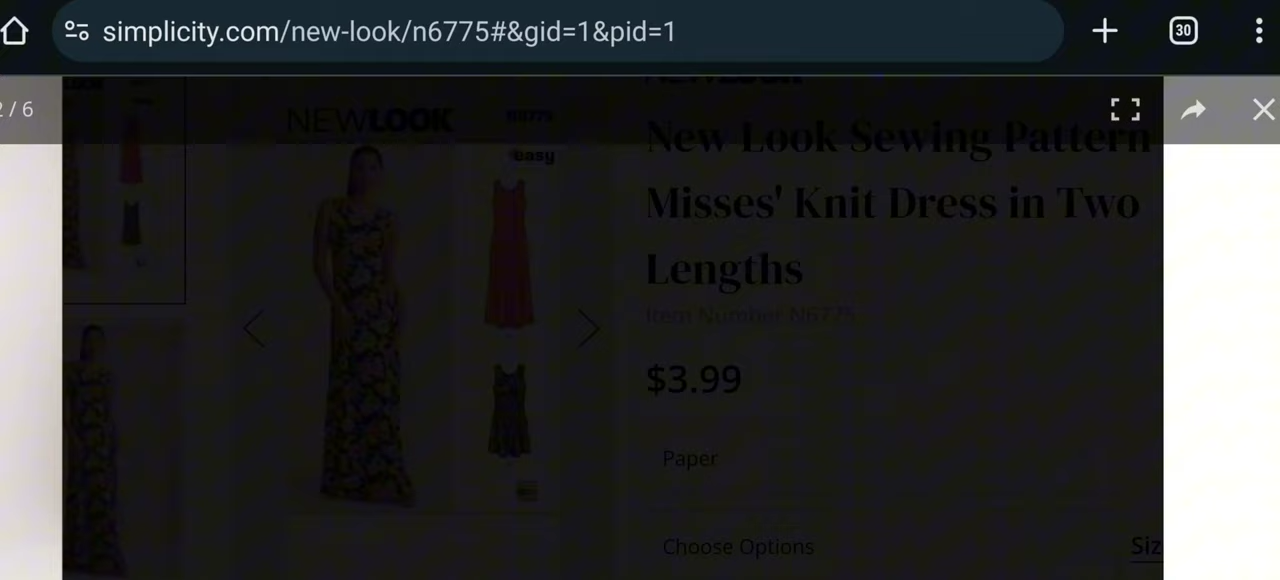 simplicity.com/new-look/n6775#&gid=1&pid=1
30
2 / 6
NEWLOOK
N6775
easy
New Look Sewing Pattern
Misses' Knit Dress in Two
Lengths
Item Number N6775
$3.99
Paper
Choose Options
Siz